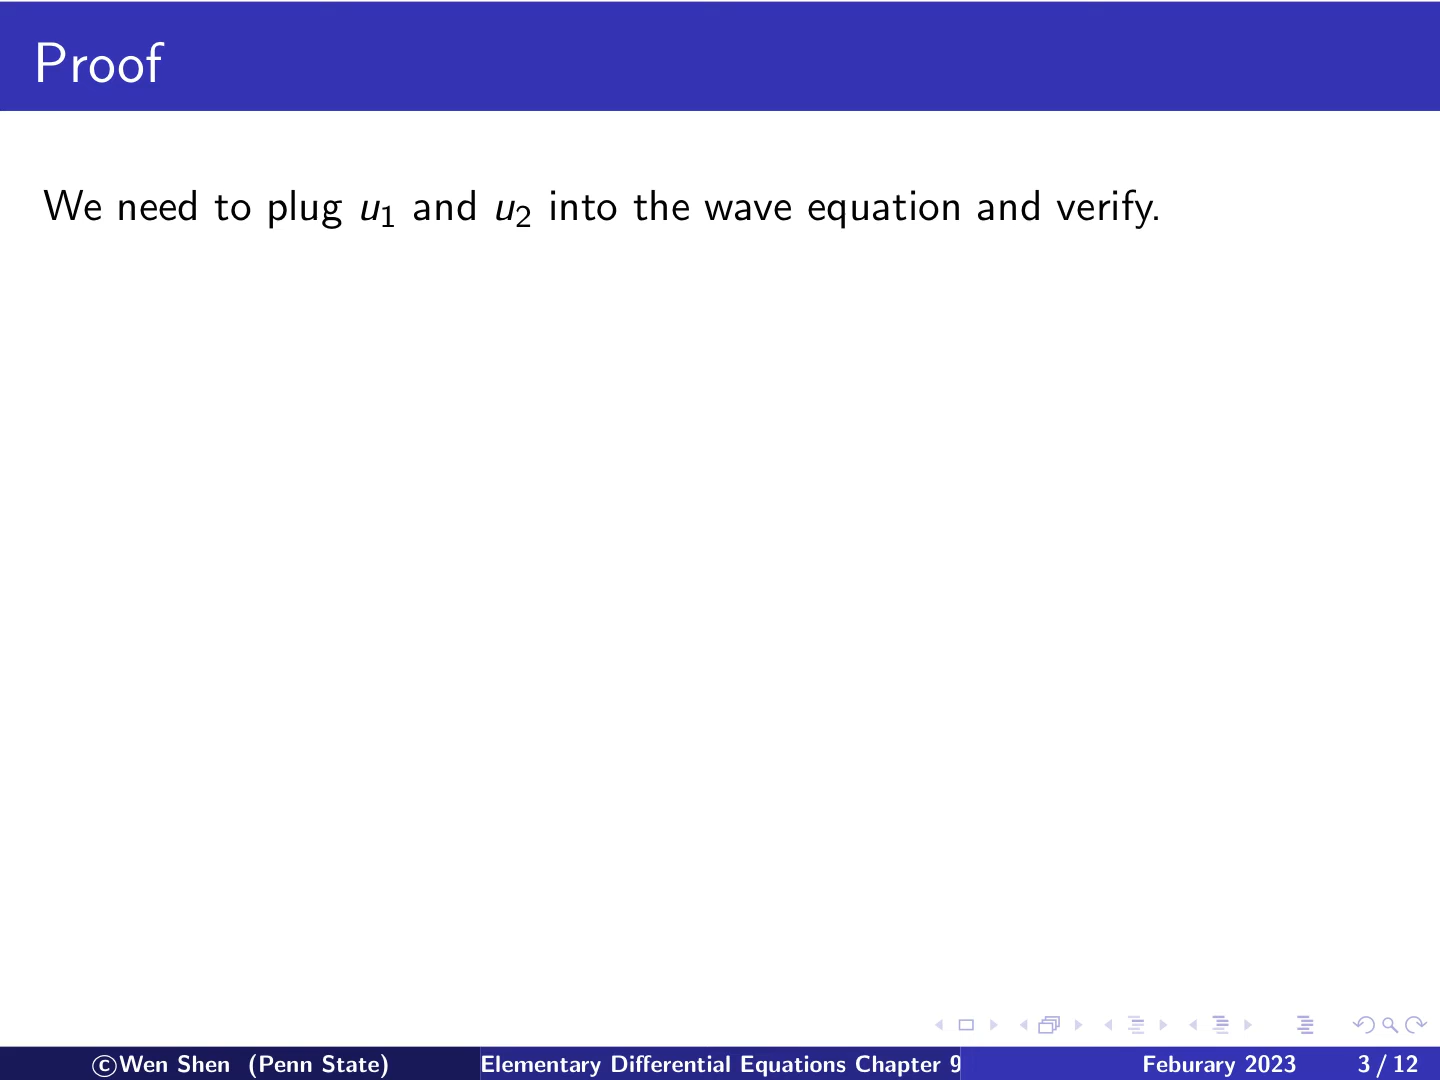 Proof
We need to plug u₁ and u₂ into the wave equation and verify.
©Wen Shen (Penn State)
Elementary Differential Equations Chapter 9
Feburary 2023
3 / 12